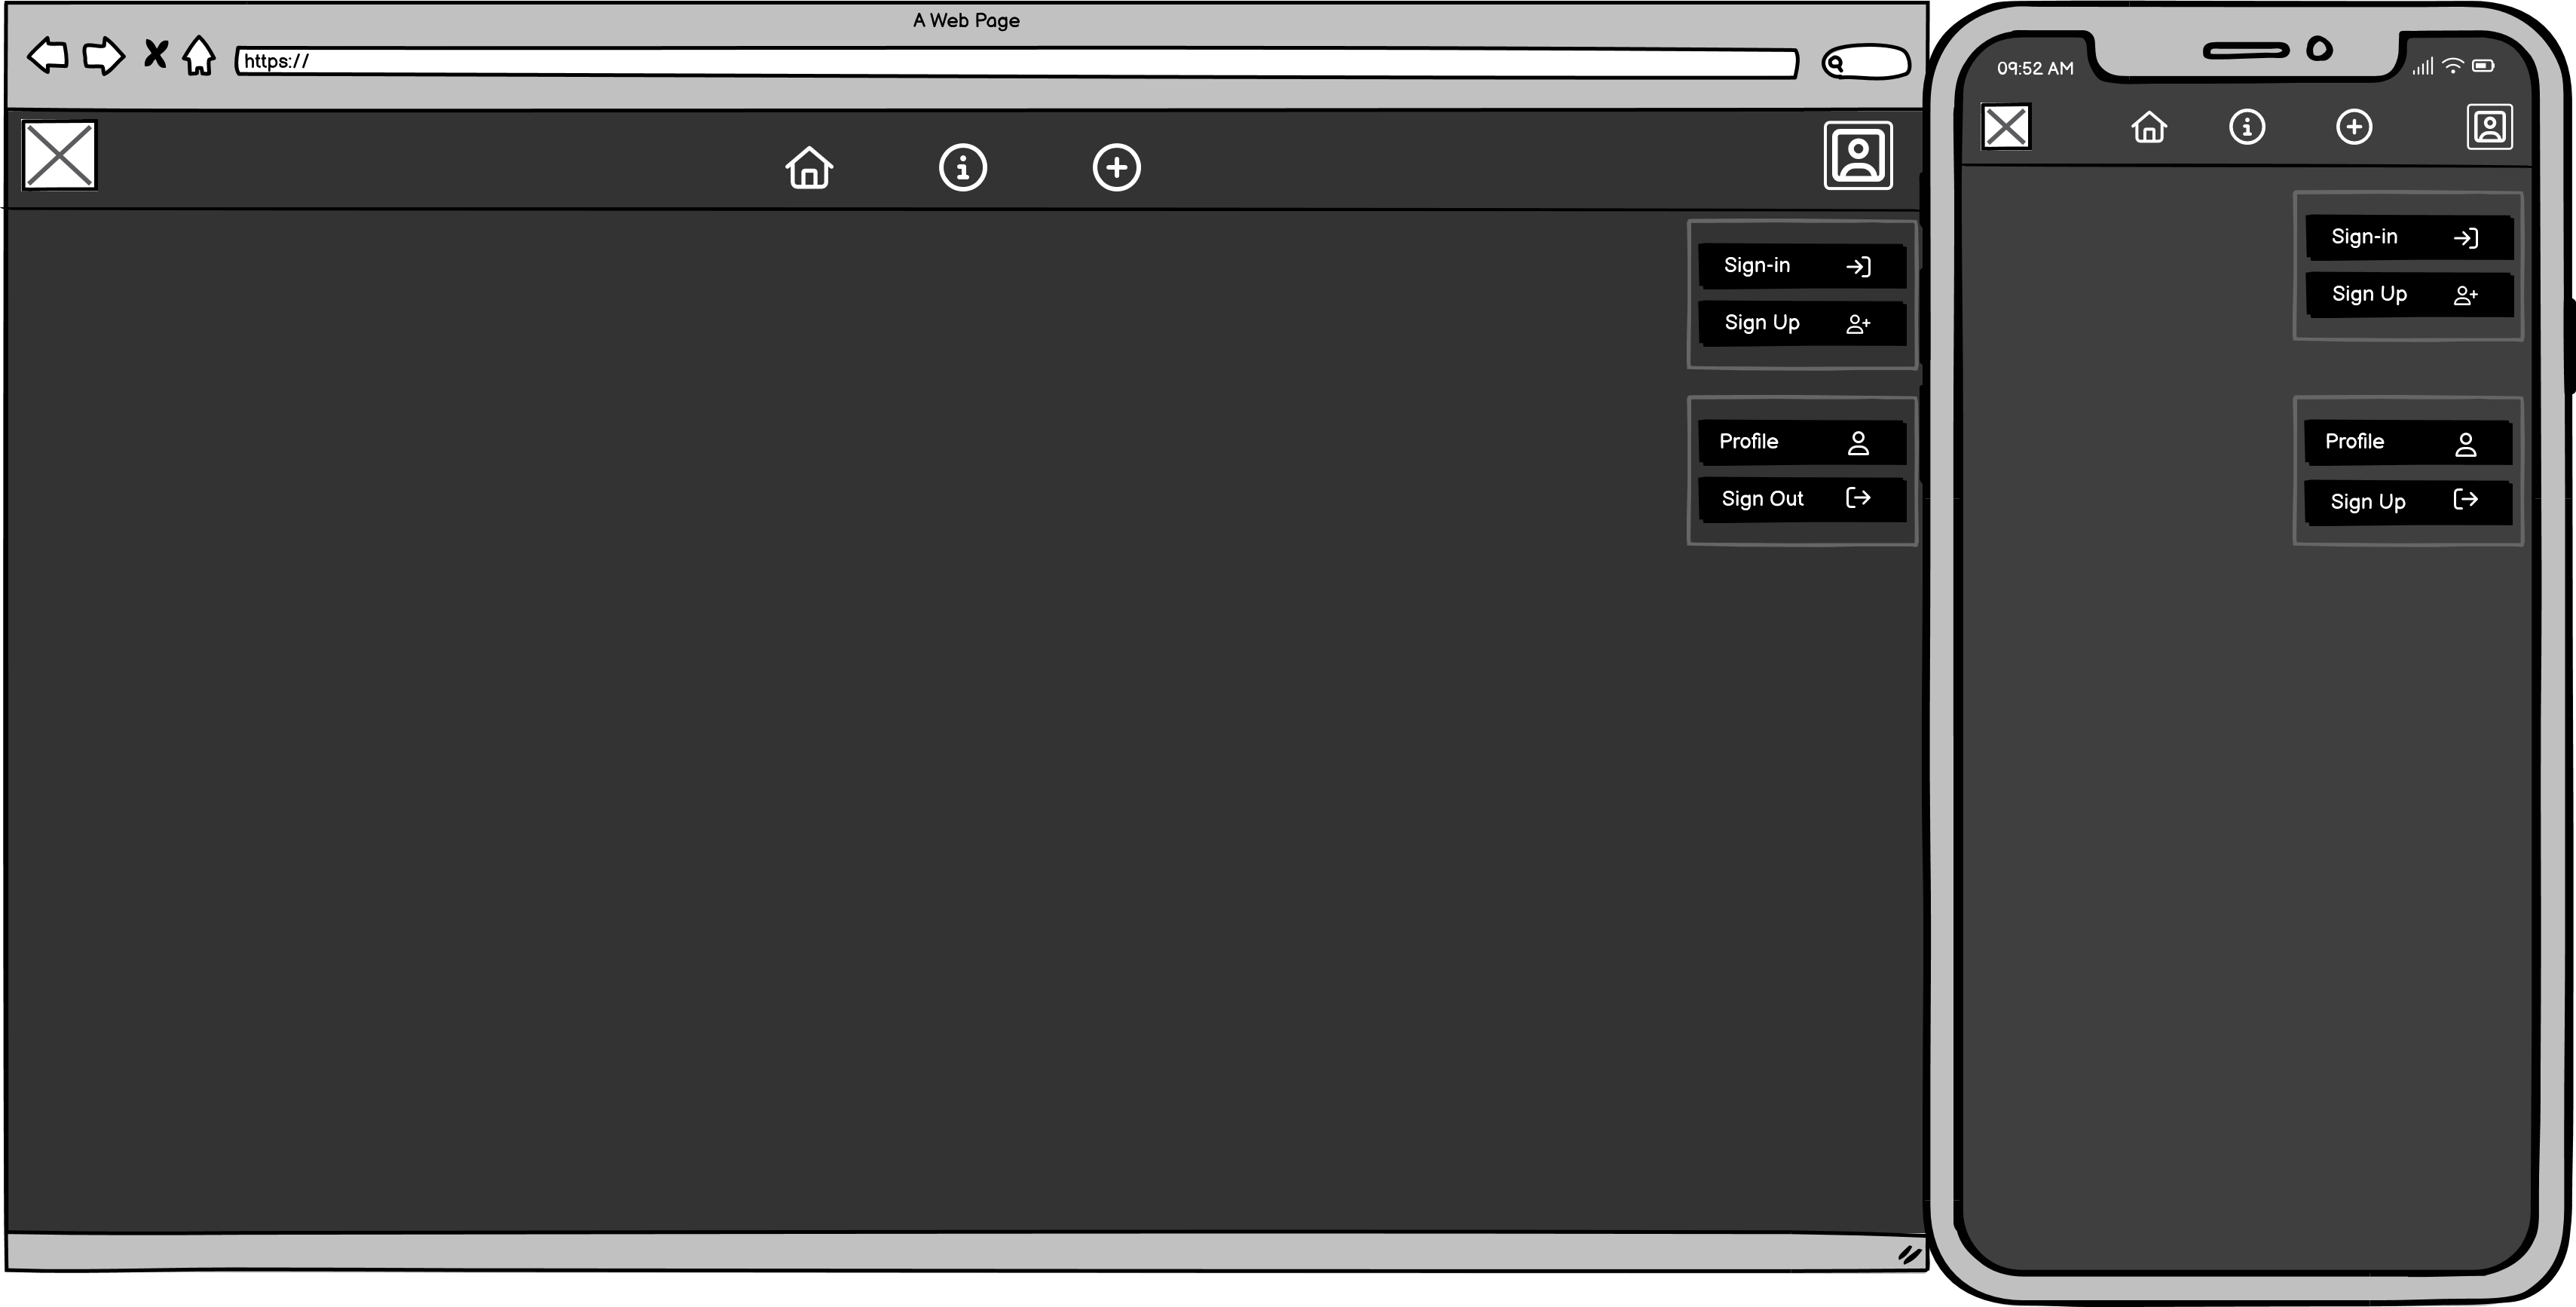 A Web Page
https://
Sign-in
Sign Up
Profile
Sign Out
09:52 AM
Sign-in
Sign Up
Profile
Sign Up